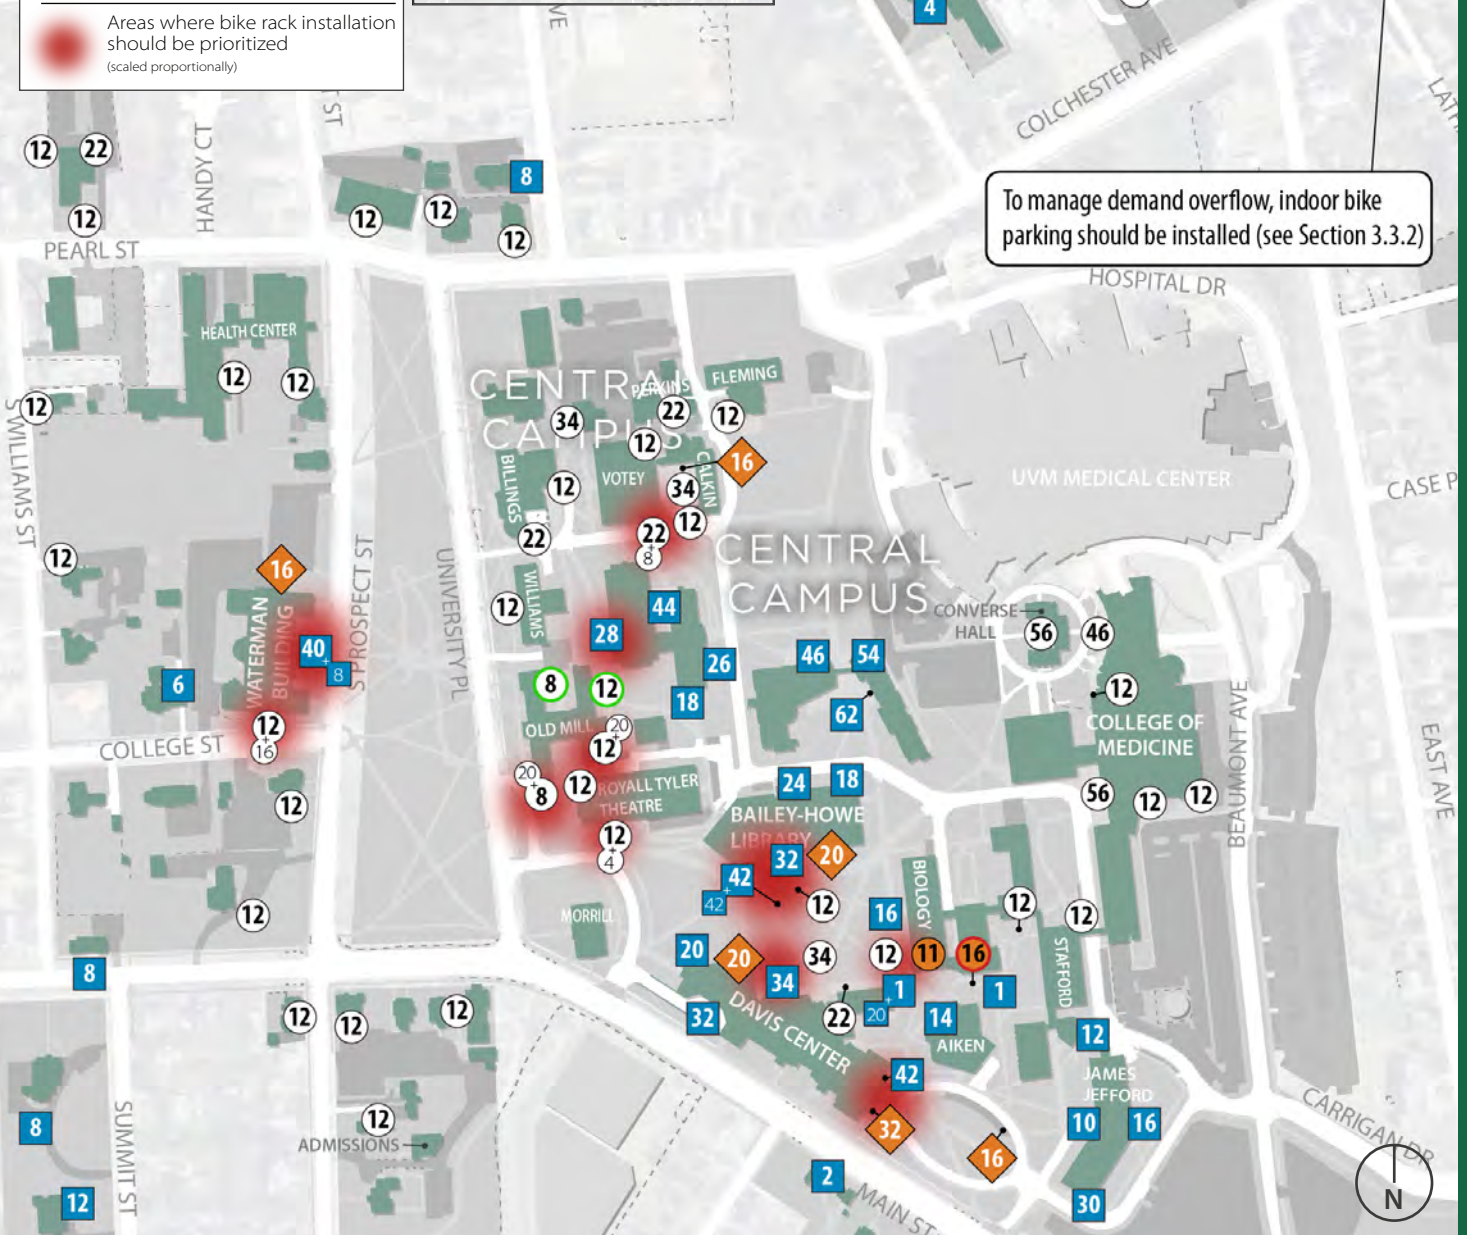 Areas where bike rack installation
should be prioritized
(scaled proportionally)
4
COLCHESTER AVE
VE
T ST
LATH
12
22
12
HANDY CT
8
12
12
12
PEARL ST
To manage demand overflow, indoor bike
parking should be installed (see Section 3.3.2)
HOSPITAL DR
HEALTH CENTER
12
12
12
S WILLIAMS ST
CENTRAL
CAMPUS
PERKINS
FLEMING
34
22
12
12
16
BILLINGS
VOTEY
CALKIN
12
34
12
22
22
+
8
UVM MEDICAL CENTER
CASE P
CENTRAL
CAMPUS
12
16
S PROSPECT ST
UNIVERSITY PL
WILLIAMS
12
44
28
CONVERSE
HALL
56
46
WATERMAN
BUILDING
40
+
8
6
8
12
26
18
46
54
62
12
COLLEGE OF
MEDICINE
BEAUMONT AVE
EAST AVE
12
+
16
COLLEGE ST
OLD MILL
20
+
12
20
+
8
12
ROYALL TYLER
THEATRE
12
24
18
56
12
12
BAILEY-HOWE
LIBRARY
12
+
4
32
20
42
+
42
12
BIOLOGY
16
12
12
12
MORRILL
20
20
34
34
12
11
16
STAFFORD
8
1
+
20
1
22
14
AIKEN
12
32
DAVIS CENTER
12
12
12
42
JAMES
JEFFORD
10
16
32
16
12
ADMISSIONS
8
SUMMIT ST
12
2
MAIN ST
30
CARRIGAN DR
N